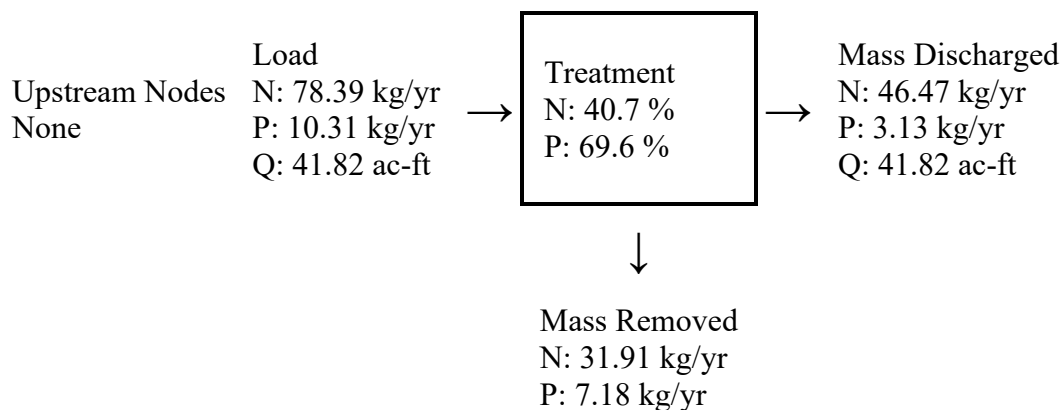 Upstream Nodes
None
Load
N: 78.39 kg/yr
P: 10.31 kg/yr
Q: 41.82 ac-ft
→
Treatment
N: 40.7 %
P: 69.6 %
→
Mass Discharged
N: 46.47 kg/yr
P: 3.13 kg/yr
Q: 41.82 ac-ft
↓
Mass Removed
N: 31.91 kg/yr
P: 7.18 kg/yr